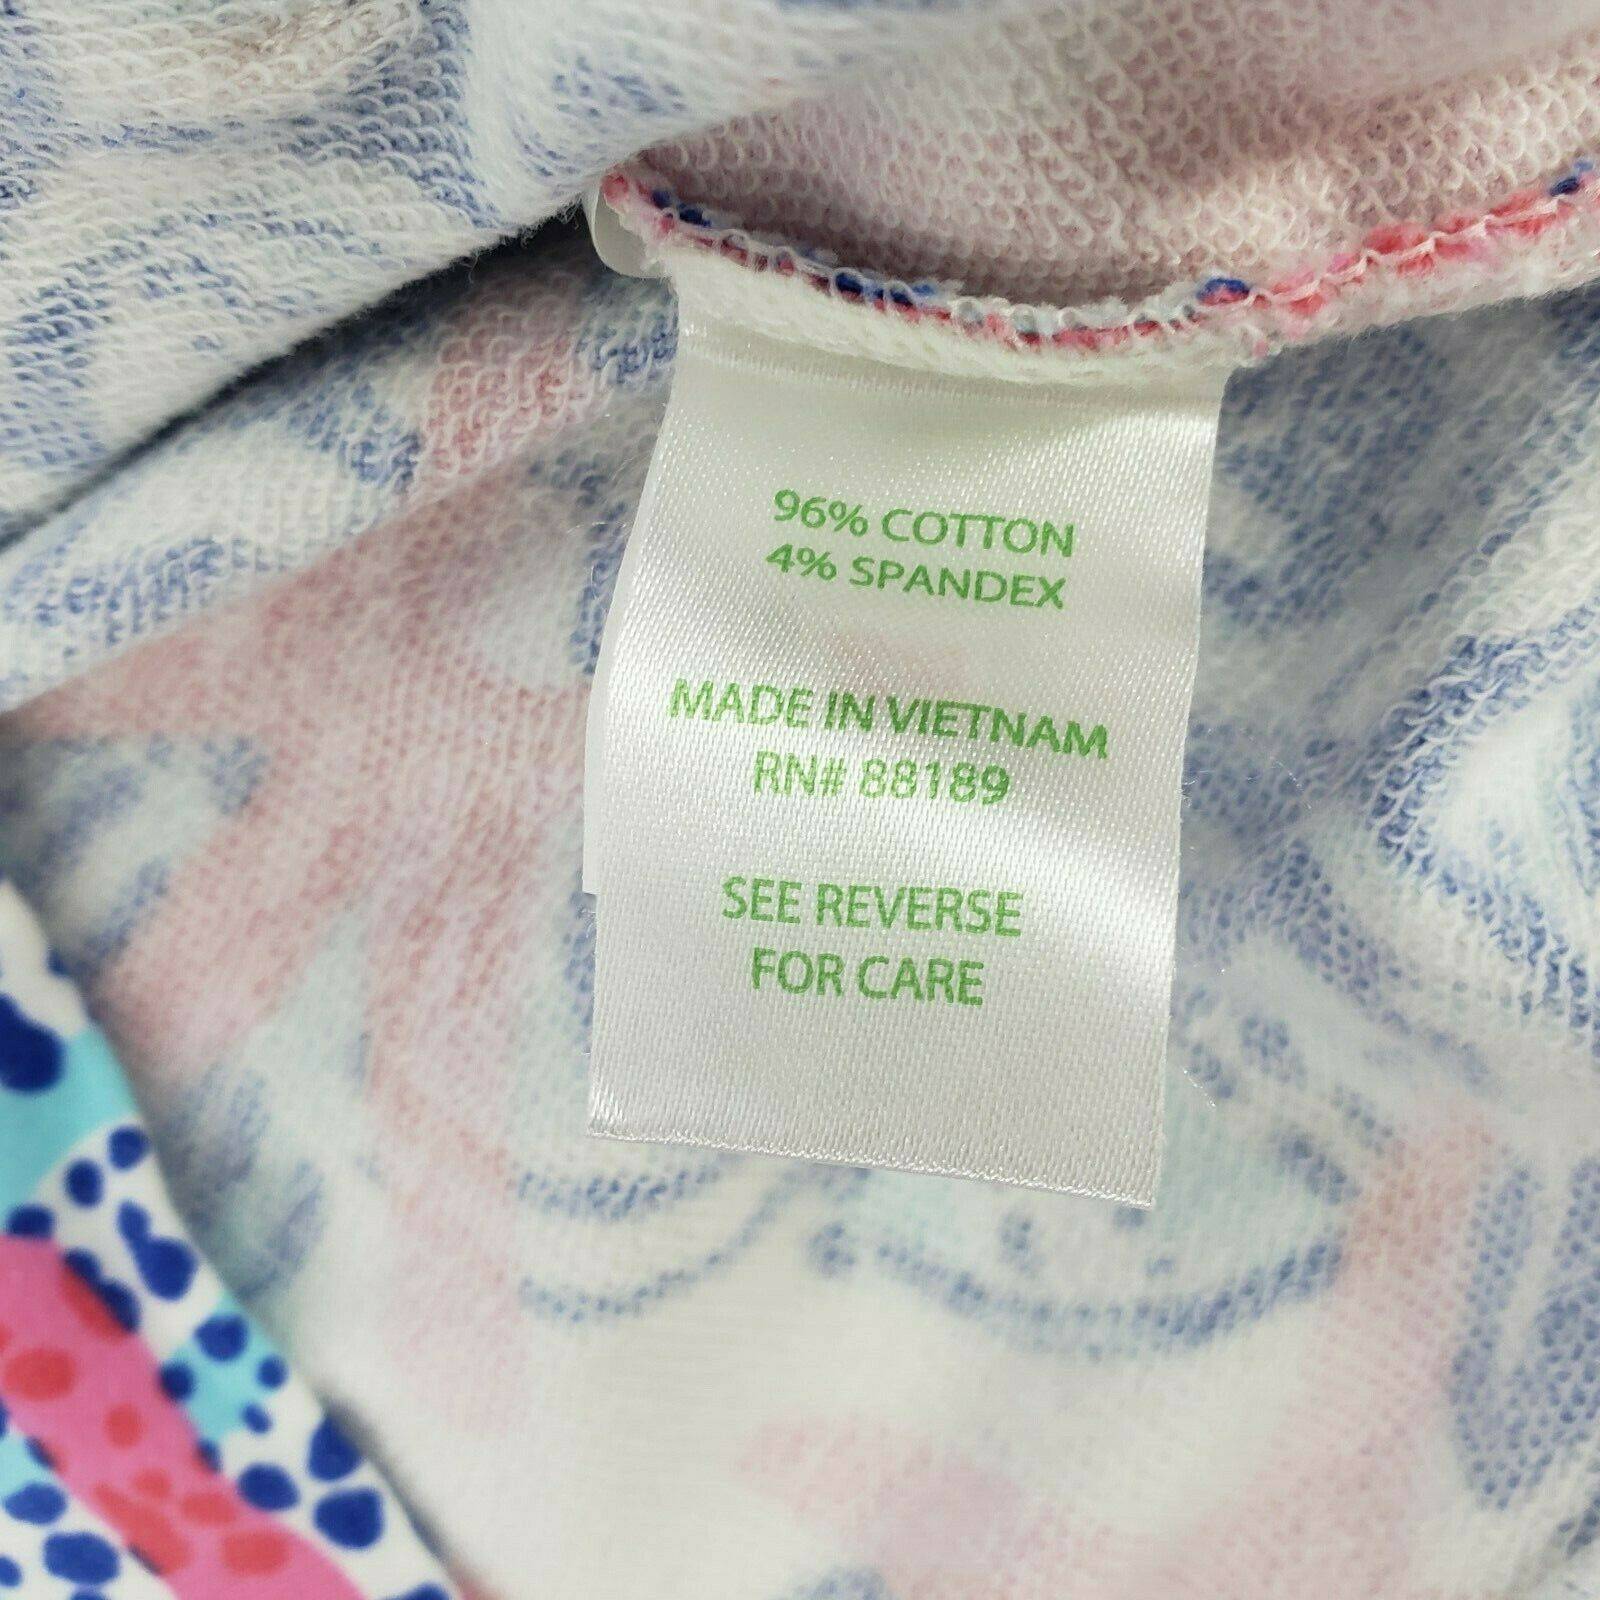 96% COTTON
4% SPANDEX
MADE IN VIETNAM
RN# 88189
SEE REVERSE
FOR CARE